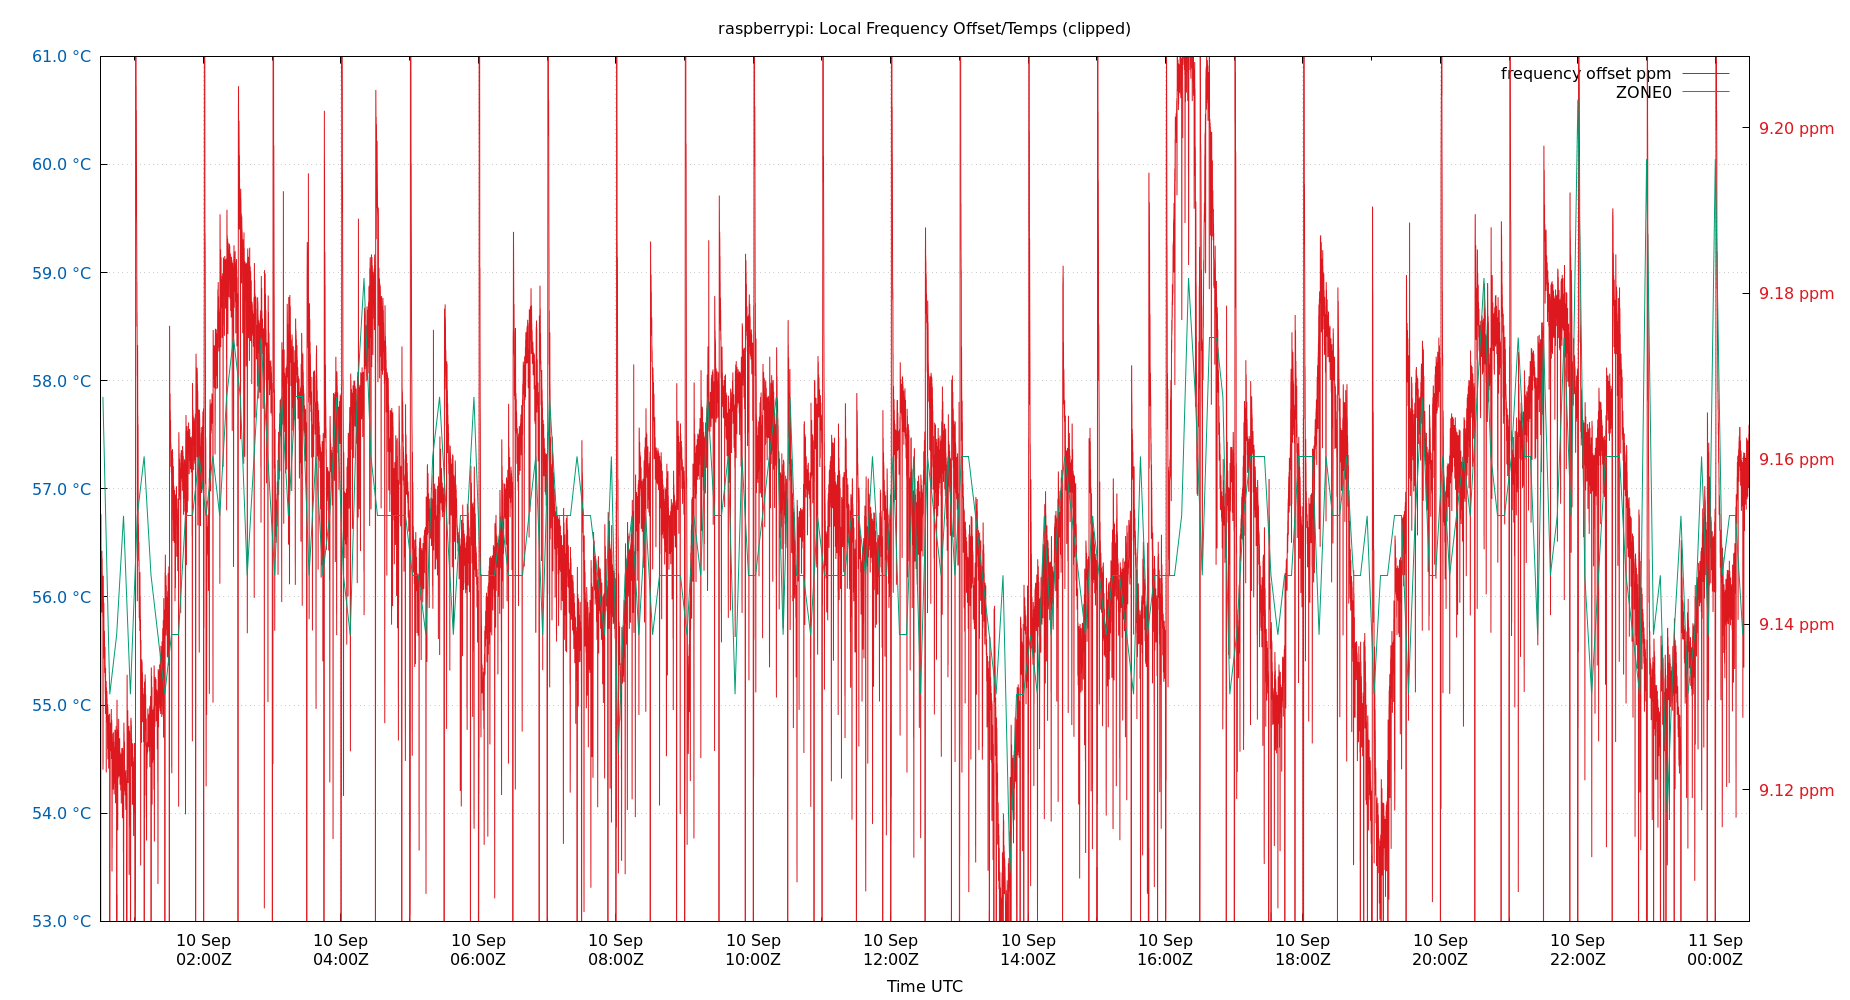 raspberrypi: Local Frequency Offset/Temps (clipped)
61.0 °C
60.0 °C
59.0 °C
58.0 °C
57.0 °C
56.0 °C
55.0 °C
54.0 °C
53.0 °C
frequency offset ppm
ZONE0
9.20 ppm
9.18 ppm
9.16 ppm
9.14 ppm
9.12 ppm
10 Sep 10 Sep 10 Sep 10 Sep 10 Sep 10 Sep 10 Sep 10 Sep 10 Sep 10 Sep 10 Sep 11 Sep
02:00Z 04:00Z 06:00Z 08:00Z 10:00Z 12:00Z 14:00Z 16:00Z 18:00Z 20:00Z 22:00Z 00:00Z
Time UTC